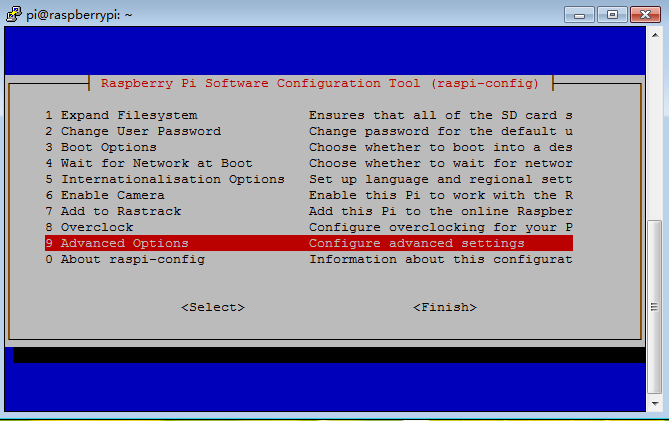 pi@raspberrypi: ~
Raspberry Pi Software Configuration Tool (raspi-config)
1 Expand Filesystem Ensures that all of the SD card s
2 Change User Password Change password for the default u
3 Boot Options Choose whether to boot into a des
4 Wait for Network at Boot Choose whether to wait for networ
5 Internationalisation Options Set up language and regional sett
6 Enable Camera Enable this Pi to work with the R
7 Add to Rastrack Add this Pi to the online Raspber
8 Overclock Configure overclocking for your P
9 Advanced Options Configure advanced settings
0 About raspi-config Information about this configurat
<Select> <Finish>